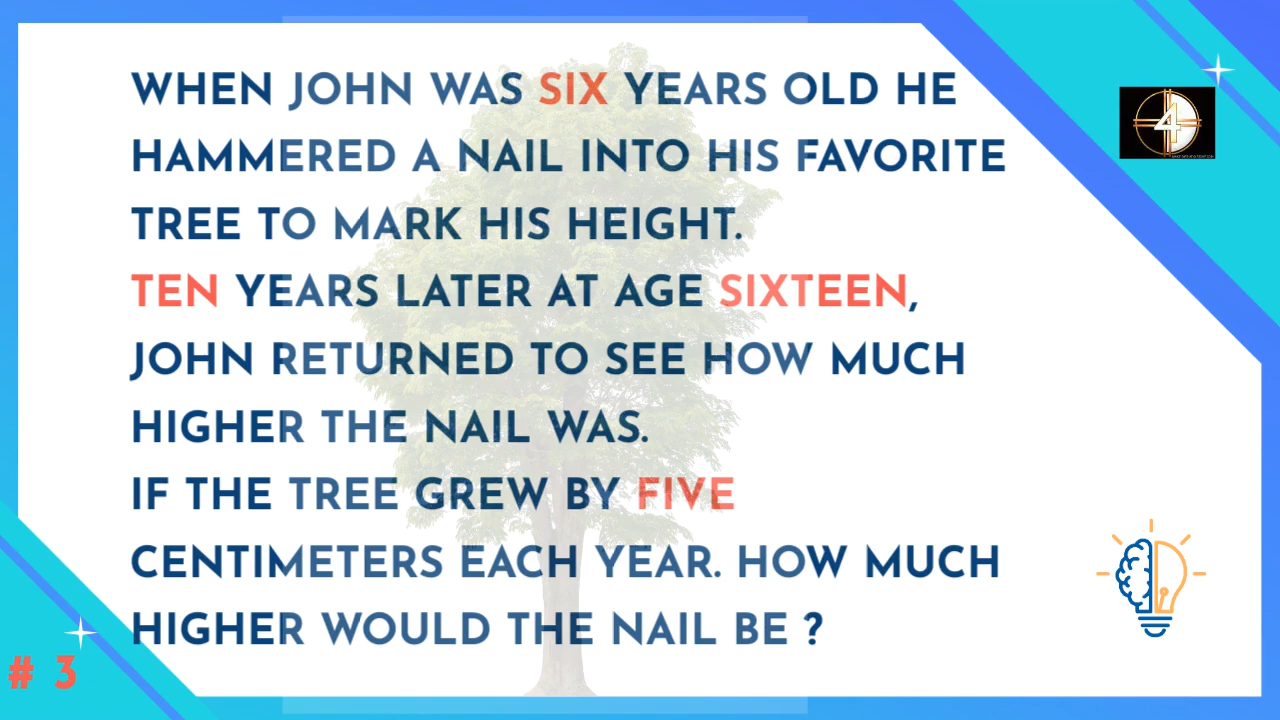 WHEN JOHN WAS SIX YEARS OLD HE
HAMMERED A NAIL INTO HIS FAVORITE
TREE TO MARK HIS HEIGHT.
TEN YEARS LATER AT AGE SIXTEEN,
JOHN RETURNED TO SEE HOW MUCH
HIGHER THE NAIL WAS.
IF THE TREE GREW BY FIVE
CENTIMETERS EACH YEAR. HOW MUCH
HIGHER WOULD THE NAIL BE ?
# 3
4